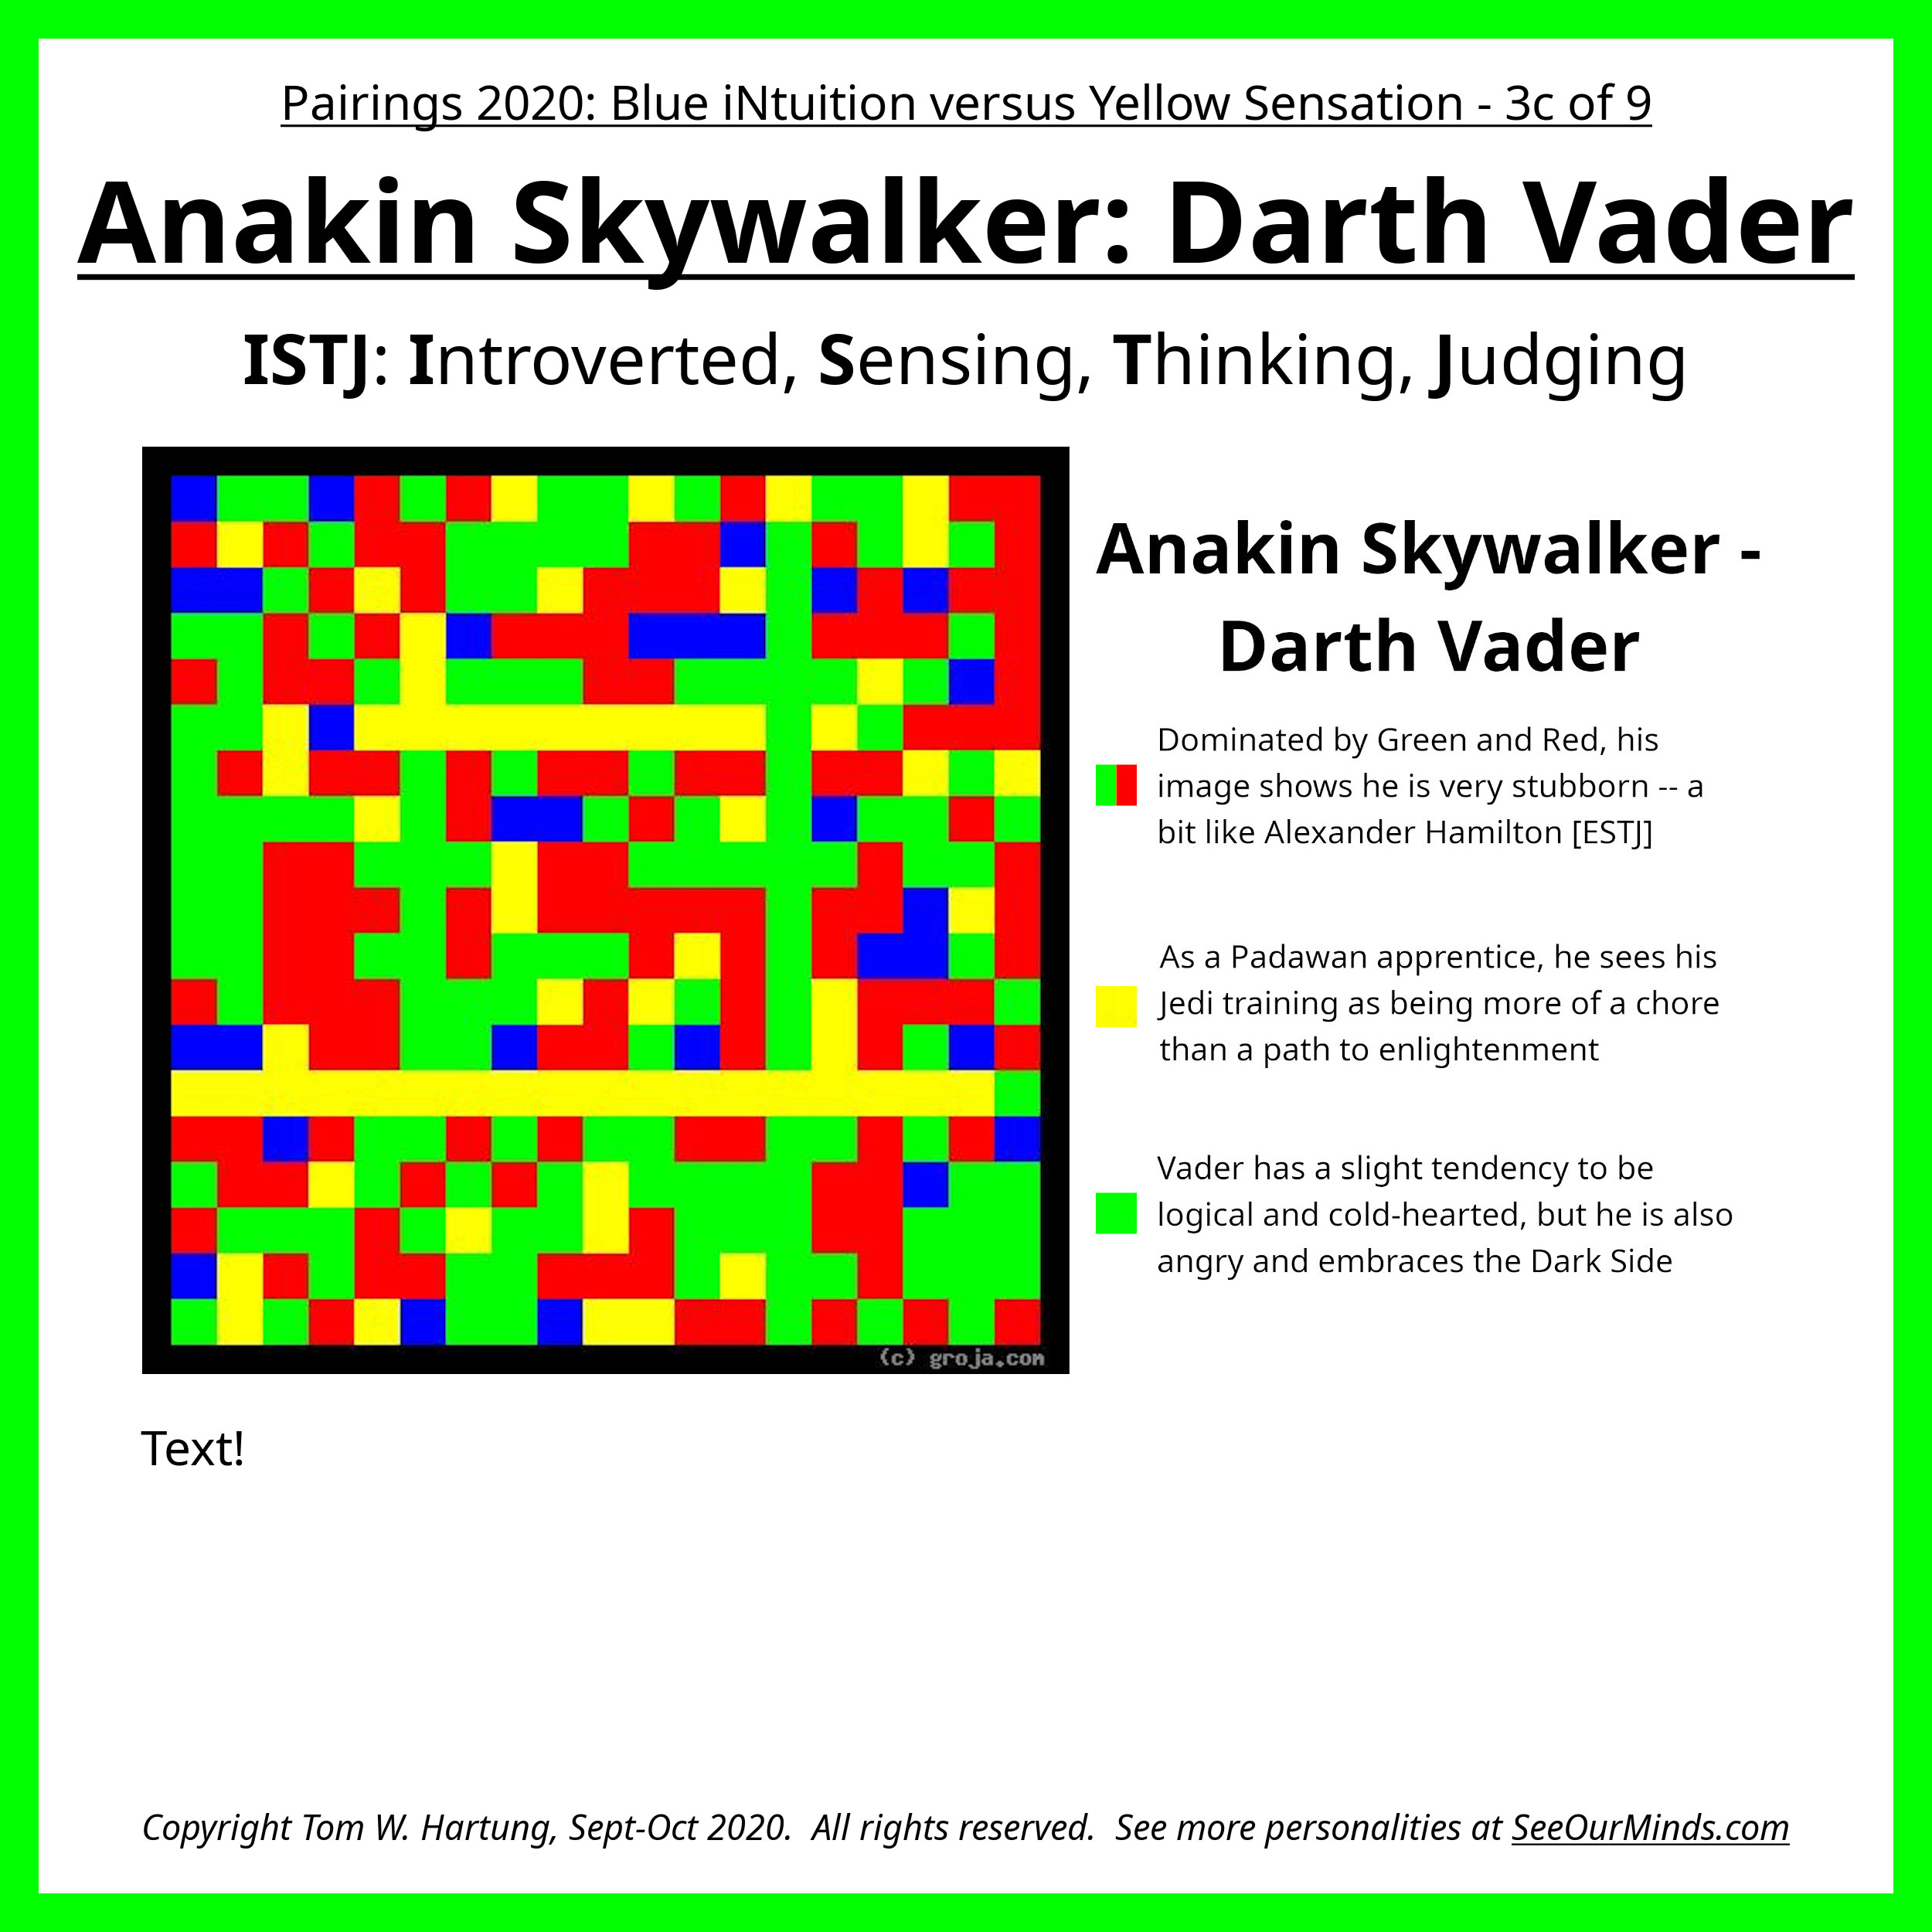 Pairings 2020: Blue iNtuition versus Yellow Sensation - 3c of 9
Anakin Skywalker: Darth Vader
ISTJ: Introverted, Sensing, Thinking, Judging
Anakin Skywalker -
Darth Vader
Dominated by Green and Red, his
image shows he is very stubborn -- a
bit like Alexander Hamilton [ESTJ]
As a Padawan apprentice, he sees his
Jedi training as being more of a chore
than a path to enlightenment
Vader has a slight tendency to be
logical and cold-hearted, but he is also
angry and embraces the Dark Side
(c) groja.com
Text!
Copyright Tom W. Hartung, Sept-Oct 2020.  All rights reserved.  See more personalities at SeeOurMinds.com